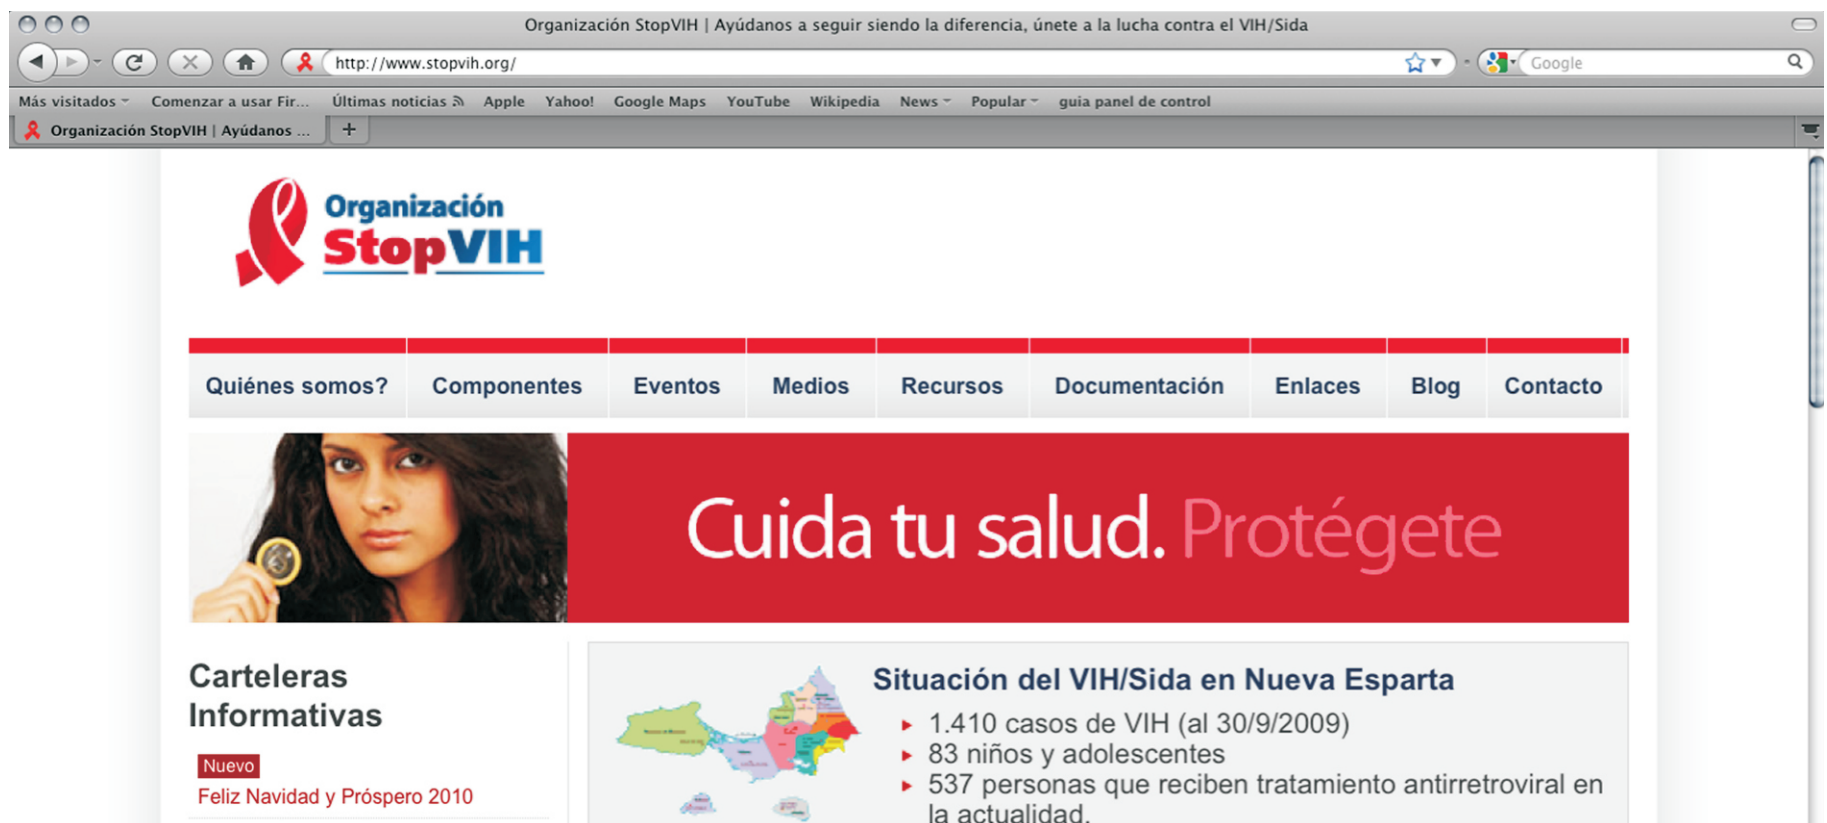 Organización StopVIH | Ayúdanos a seguir siendo la diferencia, únete a la lucha contra el VIH/Sida
http://www.stopvih.org/
Google
Más visitados Comenzar a usar Fir... Últimas noticias Apple Yahoo! Google Maps YouTube Wikipedia News Popular guia panel de control
Organización StopVIH | Ayúdanos ... +
Organización
StopVIH
Quiénes somos? Componentes Eventos Medios Recursos Documentación Enlaces Blog Contacto
Cuida tu salud. Protégete
Carteleras
Informativas
Nuevo
Feliz Navidad y Próspero 2010
Situación del VIH/Sida en Nueva Esparta
1.410 casos de VIH (al 30/9/2009)
83 niños y adolescentes
537 personas que reciben tratamiento antirretroviral en
la actualidad.